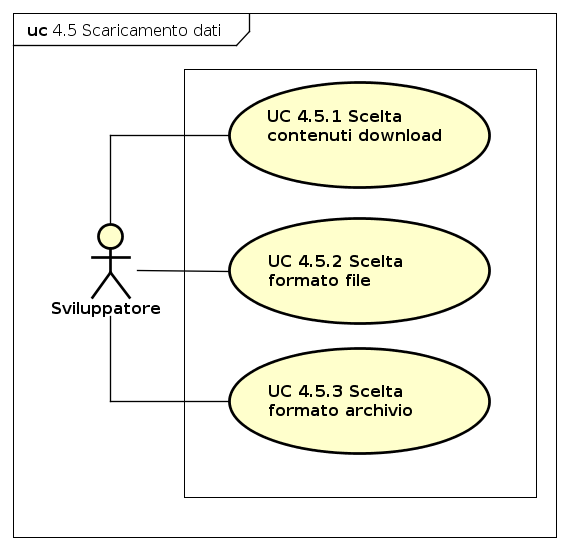 uc 4.5 Scaricamento dati
UC 4.5.1 Scelta
contenuti download
UC 4.5.2 Scelta
formato file
Sviluppatore
UC 4.5.3 Scelta
formato archivio